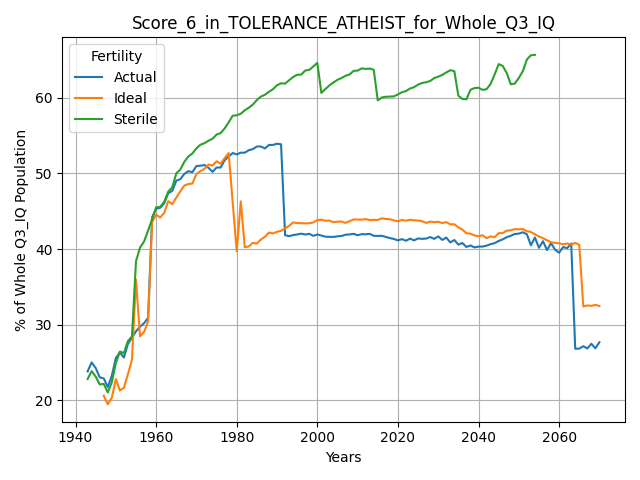 Score_6_in_TOLERANCE_ATHEIST_for_Whole_Q3_IQ
Fertility
Actual
Ideal
Sterile
% of Whole Q3_IQ Population
60
50
40
30
20
1940
1960
1980
2000
2020
2040
2060
Years